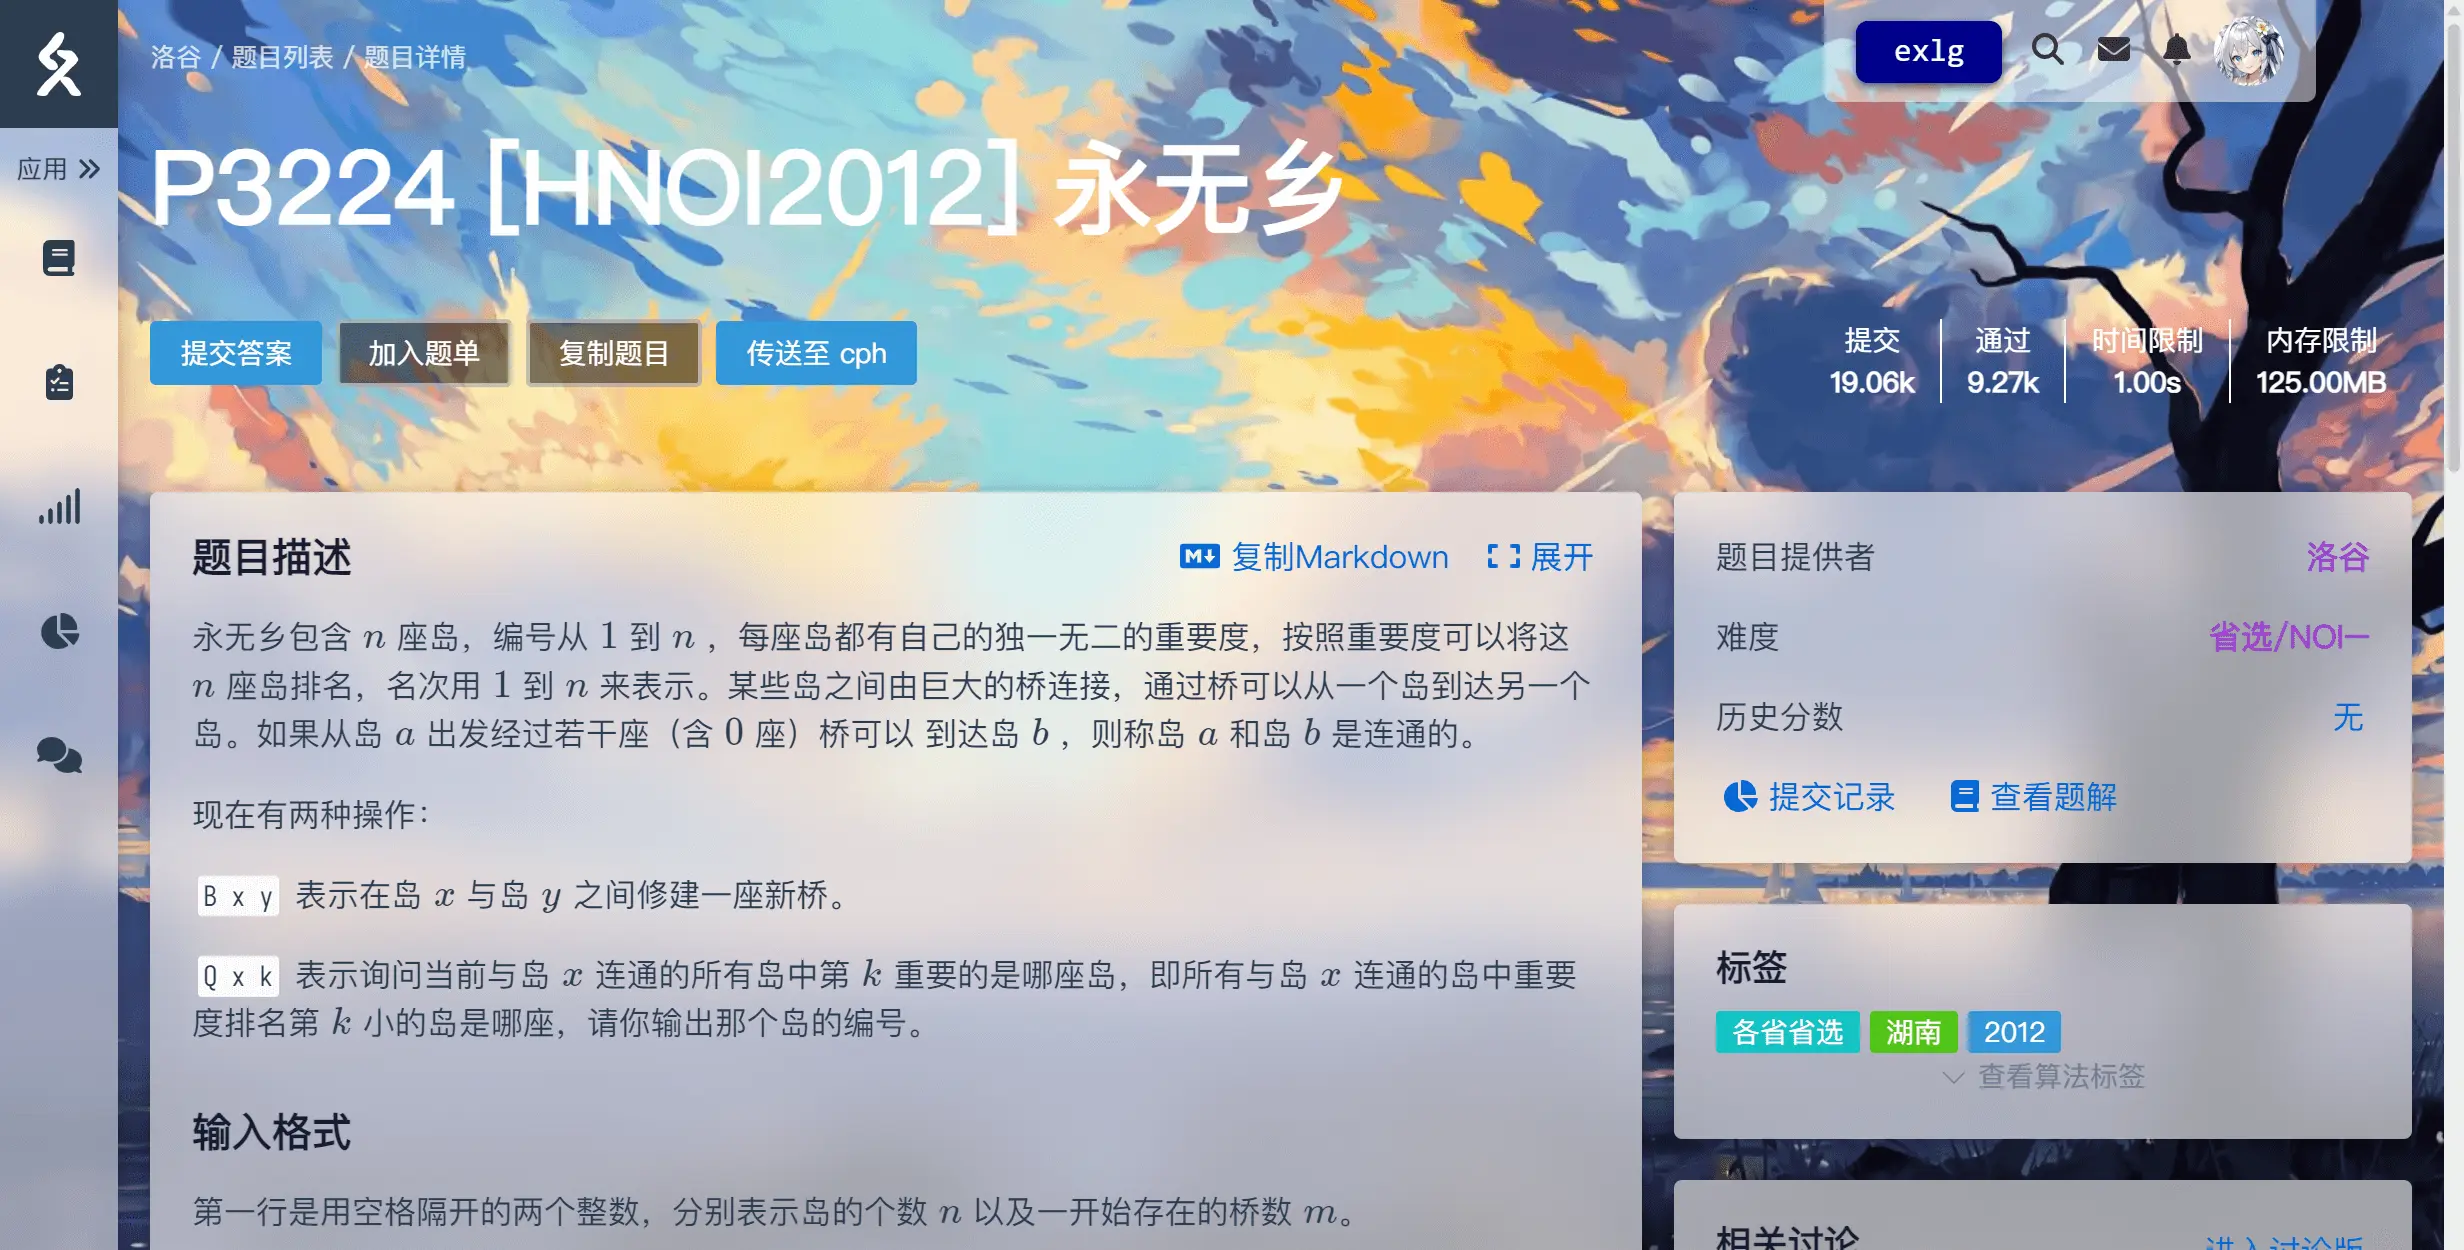 洛谷 / 题目列表 / 题目详情
exlg
应用
P3224 [HNOI2012] 永无乡
提交答案
加入题单
复制题目
传送至 cph
提交
19.06k
通过
9.27k
时间限制
1.00s
内存限制
125.00MB
题目描述
M↓ 复制Markdown
展开
永无乡包含 n 座岛，编号从 1 到 n ，每座岛都有自己的独一无二的重要度，按照重要度可以将这
n 座岛排名，名次用 1 到 n 来表示。某些岛之间由巨大的桥连接，通过桥可以从一个岛到达另一个
岛。如果从岛 a 出发经过若干座（含 0 座）桥可以 到达岛 b ，则称岛 a 和岛 b 是连通的。
现在有两种操作：
B x y 表示在岛 x 与岛 y 之间修建一座新桥。
Q x k 表示询问当前与岛 x 连通的所有岛中第 k 重要的是哪座岛，即所有与岛 x 连通的岛中重要
度排名第 k 小的岛是哪座，请你输出那个岛的编号。
输入格式
第一行是用空格隔开的两个整数，分别表示岛的个数 n 以及一开始存在的桥数 m。
题目提供者
洛谷
难度
省选/NOI−
历史分数
无
提交记录
查看题解
标签
各省省选
湖南
2012
查看算法标签
相关讨论
进入讨论版